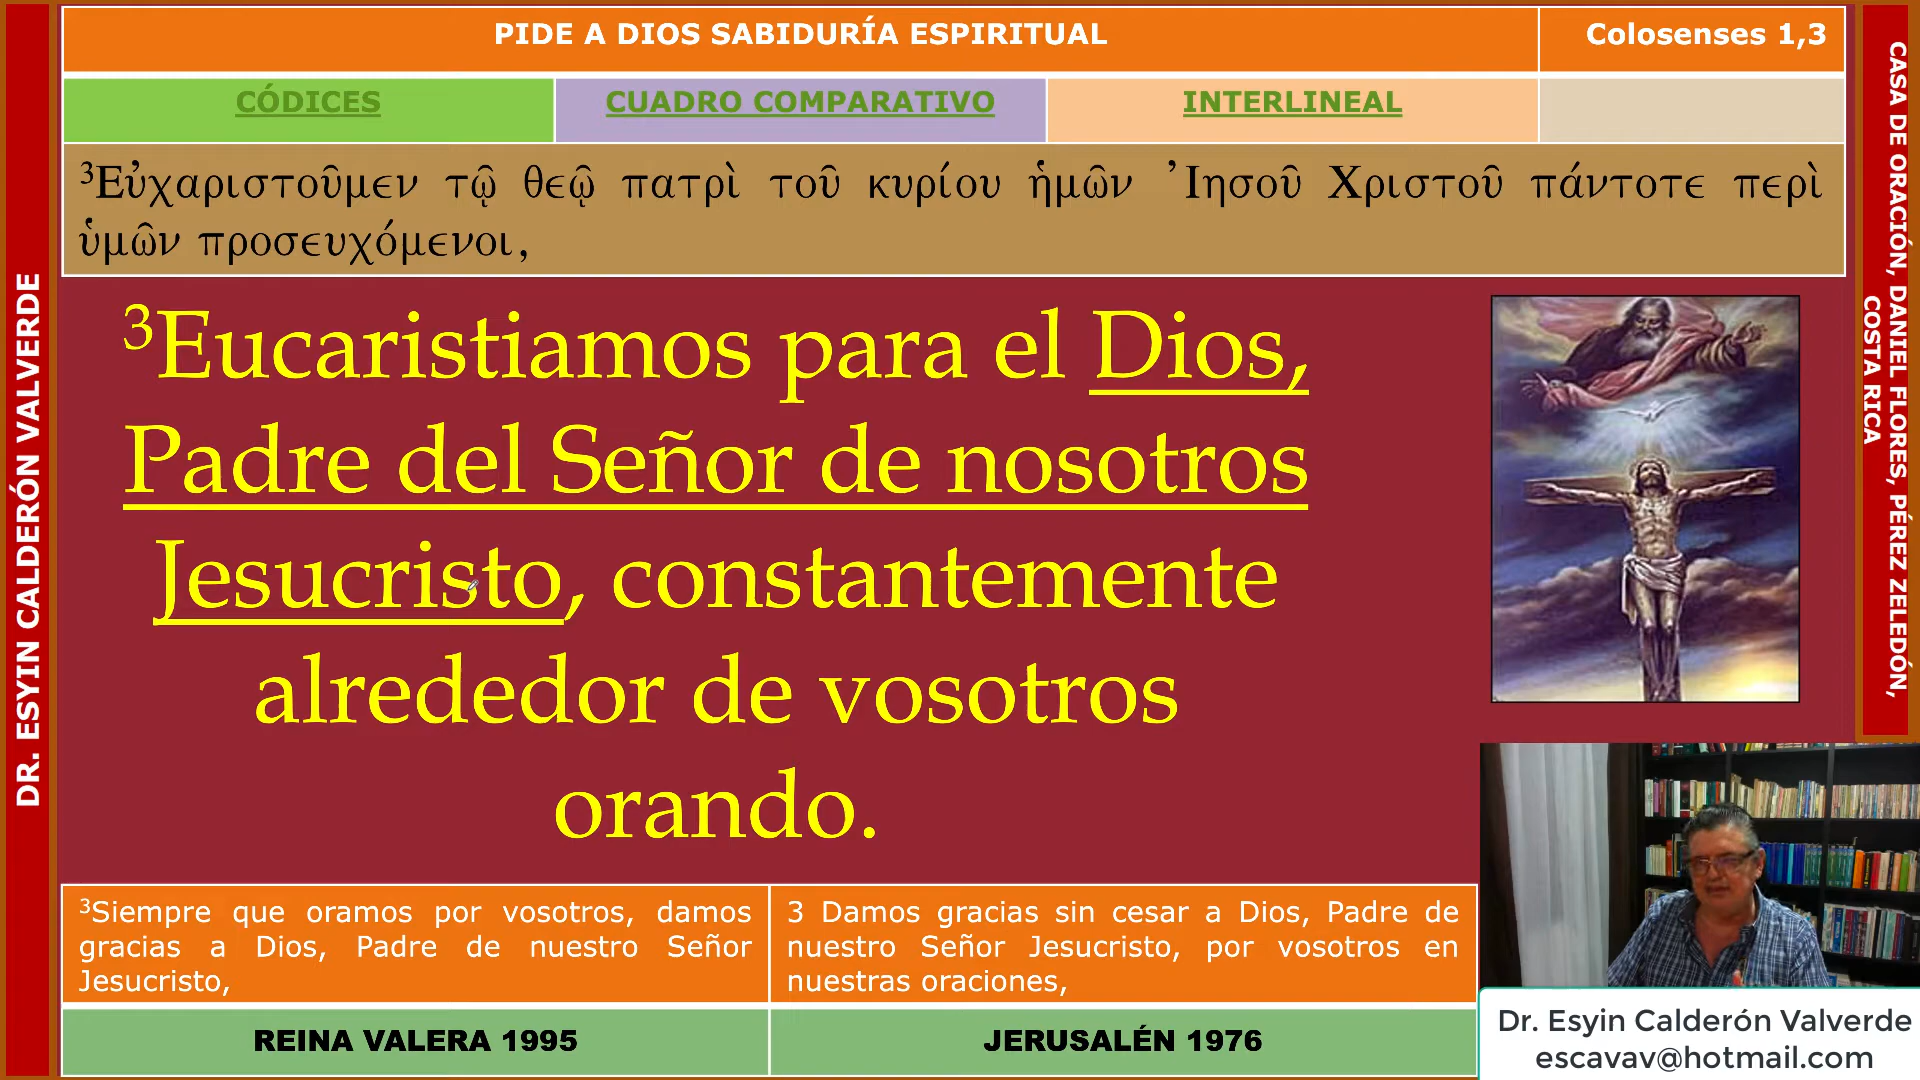 PIDE A DIOS SABIDURÍA ESPIRITUAL
Colosenses 1,3
CÓDICES
CUADRO COMPARATIVO
INTERLINEAL
³Εὐχαριστοῦμεν τῷ θεῷ πατρὶ τοῦ κυρίου ἡμῶν Ἰησοῦ Χριστοῦ πάντοτε περὶ
ὑμῶν προσευχόμενοι,
³Eucaristiamos para el Dios,
Padre del Señor de nosotros
Jesucristo, constantemente
alrededor de vosotros
orando.
³Siempre que oramos por vosotros, damos
gracias a Dios, Padre de nuestro Señor
Jesucristo,
3 Damos gracias sin cesar a Dios, Padre de
nuestro Señor Jesucristo, por vosotros en
nuestras oraciones,
REINA VALERA 1995
JERUSALÉN 1976
DR. ESYIN CALDERÓN VALVERDE
CASA DE ORACIÓN, DANIEL FLORES, PÉREZ ZELEDÓN,
COSTA RICA
Dr. Esyin Calderón Valverde
escavav@hotmail.com